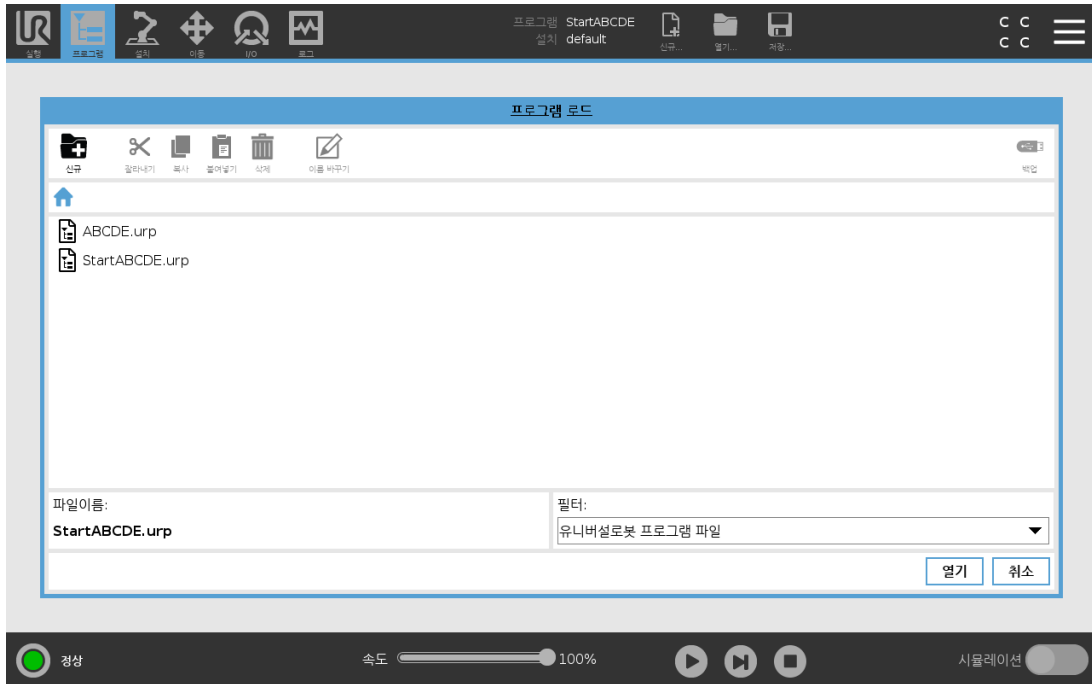 UR
프로그램 StartABCDE
설치 default
C C
C C
실행 프로그램 설치 이동 I/O 로그 신규... 열기... 저장...
프로그램 로드
신규 잘라내기 복사 붙여넣기 삭제 이름 바꾸기 백업
ABCDE.urp
StartABCDE.urp
파일이름: 필터:
StartABCDE.urp 유니버설로봇 프로그램 파일
열기 취소
정상 속도 100% 시뮬레이션